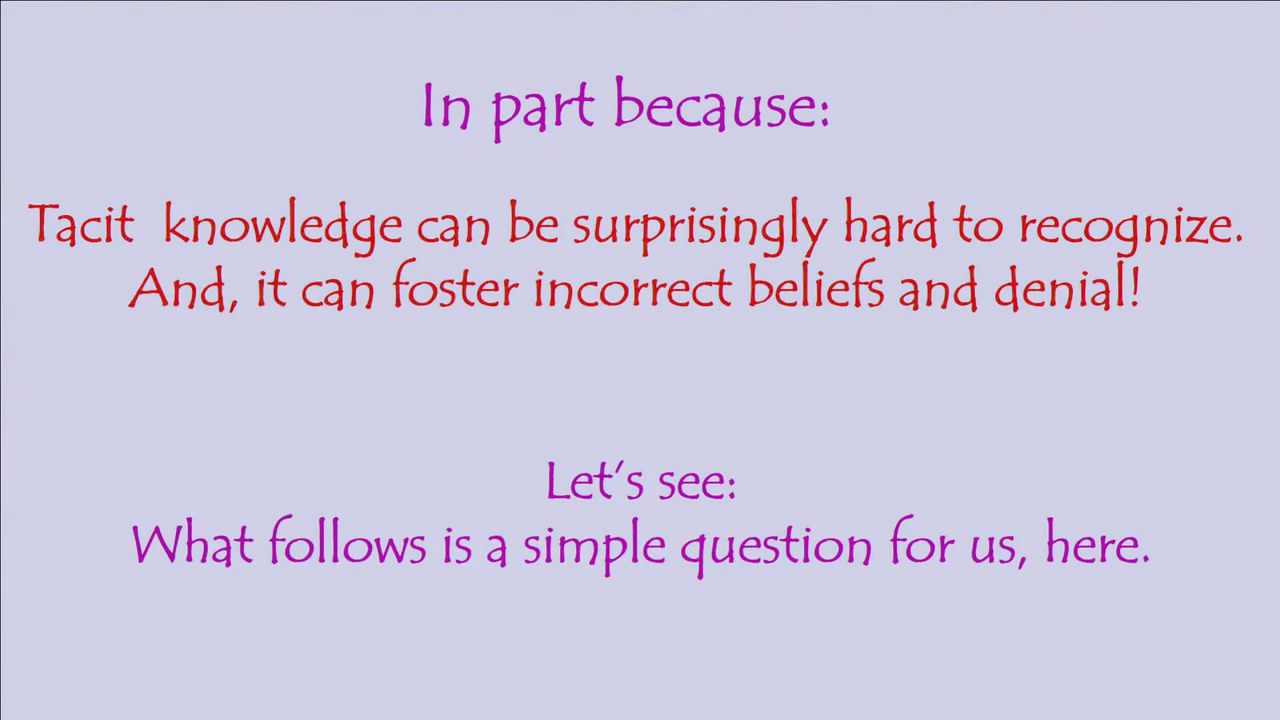 In part because:
Tacit knowledge can be surprisingly hard to recognize.
And, it can foster incorrect beliefs and denial!
Let’s see:
What follows is a simple question for us, here.